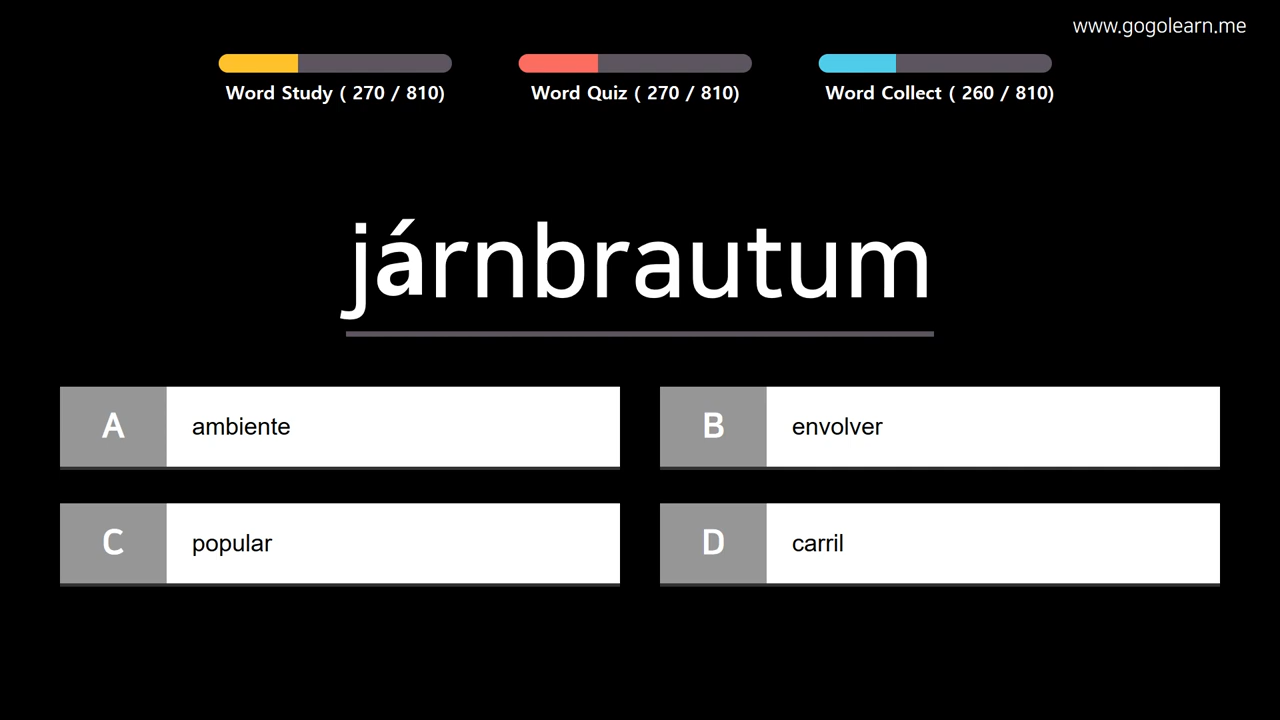 www.gogolearn.me
Word Study ( 270 / 810)
Word Quiz ( 270 / 810)
Word Collect ( 260 / 810)
járnbrautum
A ambiente
B envolver
C popular
D carril